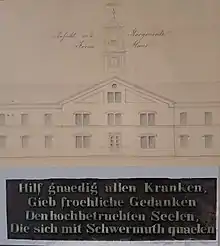 Hilf gnaedig allen Kranken,
Gieb froehliche Gedanken
Den hochbetruebten Seelen,
Die sich mit Schwermuth quaelen